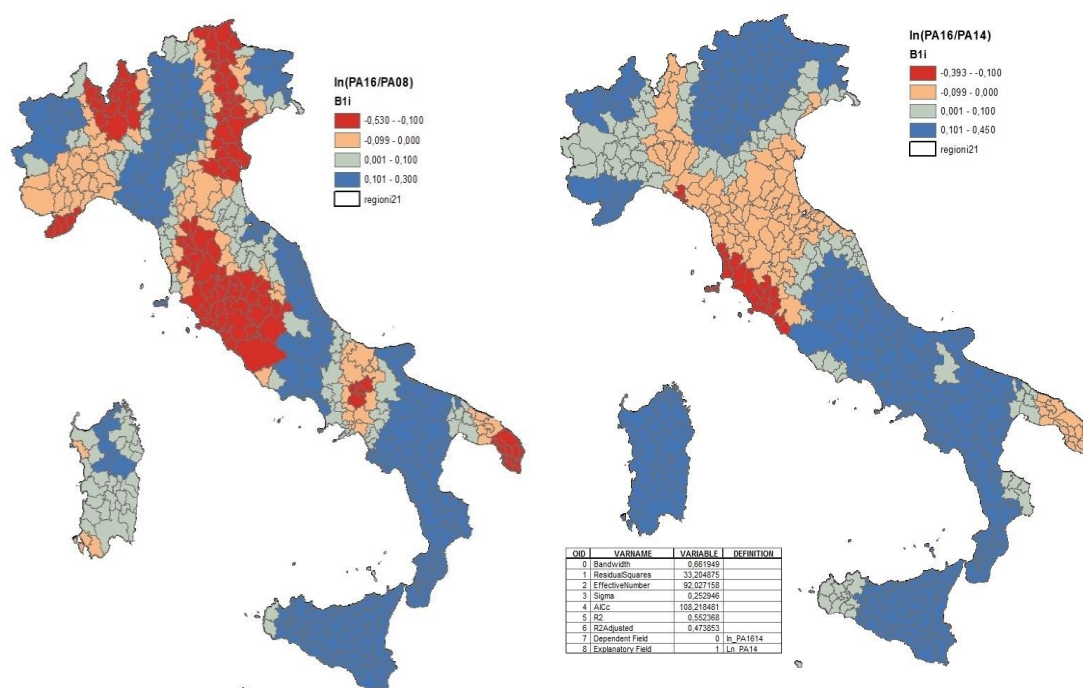 ln(PA16/PA08)
B1i
-0,530 - -0,100
-0,099 - 0,000
0,001 - 0,100
0,101 - 0,300
regioni21
ln(PA16/PA14)
B1i
-0,393 - -0,100
-0,099 - 0,000
0,001 - 0,100
0,101 - 0,450
regioni21
OID VARNAME VARIABLE DEFINITION
0 Bandwidth 0,661949
1 ResidualSquares 33,204875
2 EffectiveNumber 92,027158
3 Sigma 0,252946
4 AICc 108,218481
5 R2 0,552368
6 R2Adjusted 0,473853
7 Dependent Field 0 ln_PA1614
8 Explanatory Field 1 Ln_PA14